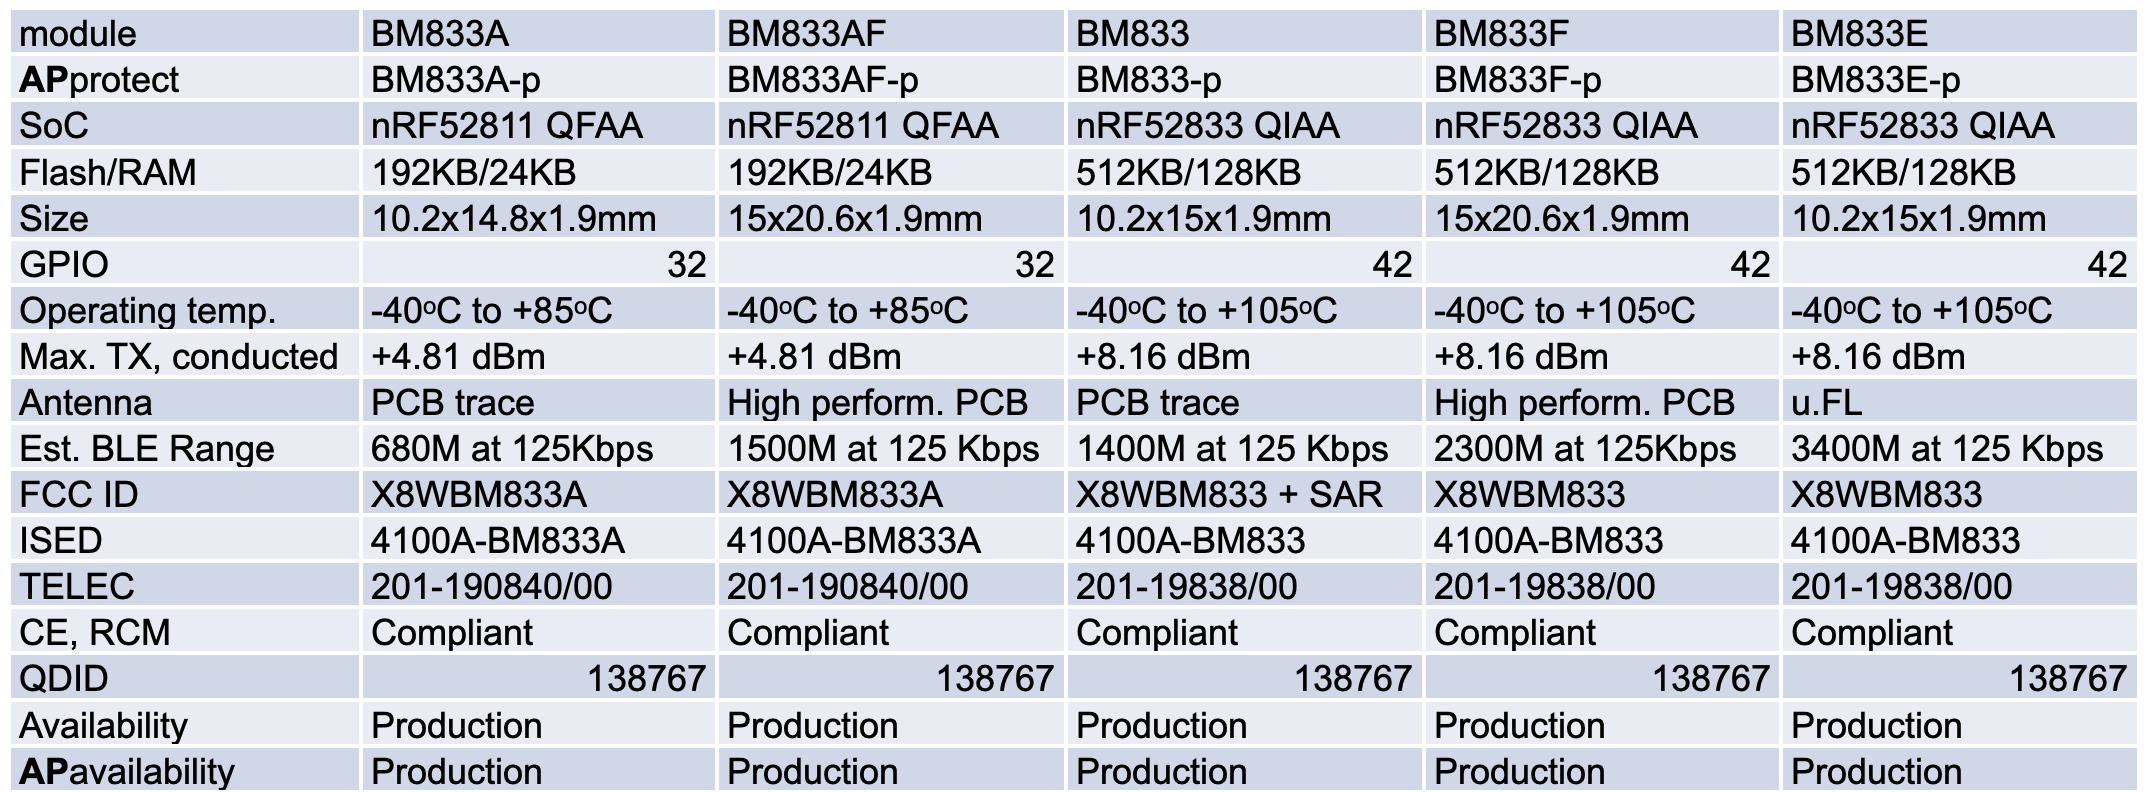 module BM833A BM833AF BM833 BM833F BM833E
APprotect BM833A-p BM833AF-p BM833-p BM833F-p BM833E-p
SoC nRF52811 QFAA nRF52811 QFAA nRF52833 QIAA nRF52833 QIAA nRF52833 QIAA
Flash/RAM 192KB/24KB 192KB/24KB 512KB/128KB 512KB/128KB 512KB/128KB
Size 10.2x14.8x1.9mm 15x20.6x1.9mm 10.2x15x1.9mm 15x20.6x1.9mm 10.2x15x1.9mm
GPIO 32 32 42 42 42
Operating temp. -40ºC to +85ºC -40ºC to +85ºC -40ºC to +105ºC -40ºC to +105ºC -40ºC to +105ºC
Max. TX, conducted +4.81 dBm +4.81 dBm +8.16 dBm +8.16 dBm +8.16 dBm
Antenna PCB trace High perform. PCB PCB trace High perform. PCB u.FL
Est. BLE Range 680M at 125Kbps 1500M at 125 Kbps 1400M at 125 Kbps 2300M at 125Kbps 3400M at 125 Kbps
FCC ID X8WBM833A X8WBM833A X8WBM833 + SAR X8WBM833 X8WBM833
ISED 4100A-BM833A 4100A-BM833A 4100A-BM833 4100A-BM833 4100A-BM833
TELEC 201-190840/00 201-190840/00 201-19838/00 201-19838/00 201-19838/00
CE, RCM Compliant Compliant Compliant Compliant Compliant
QDID 138767 138767 138767 138767 138767
Availability Production Production Production Production Production
APavailability Production Production Production Production Production